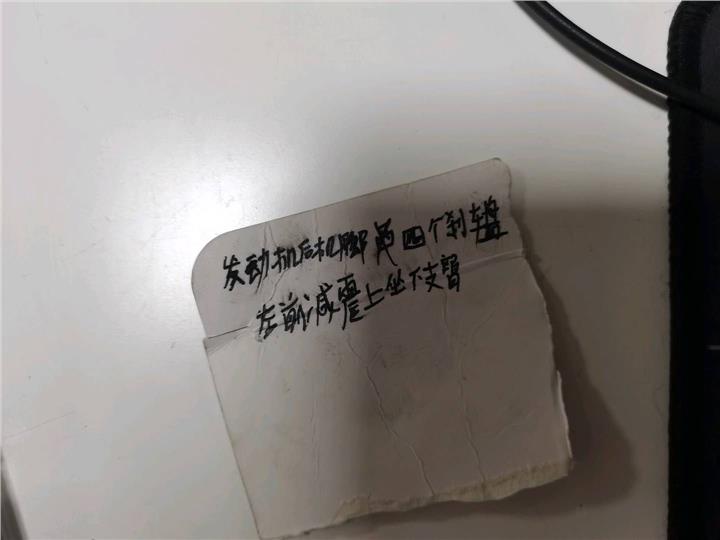 发动机后机脚 四个刹车盘
左前减震上坐下支臂